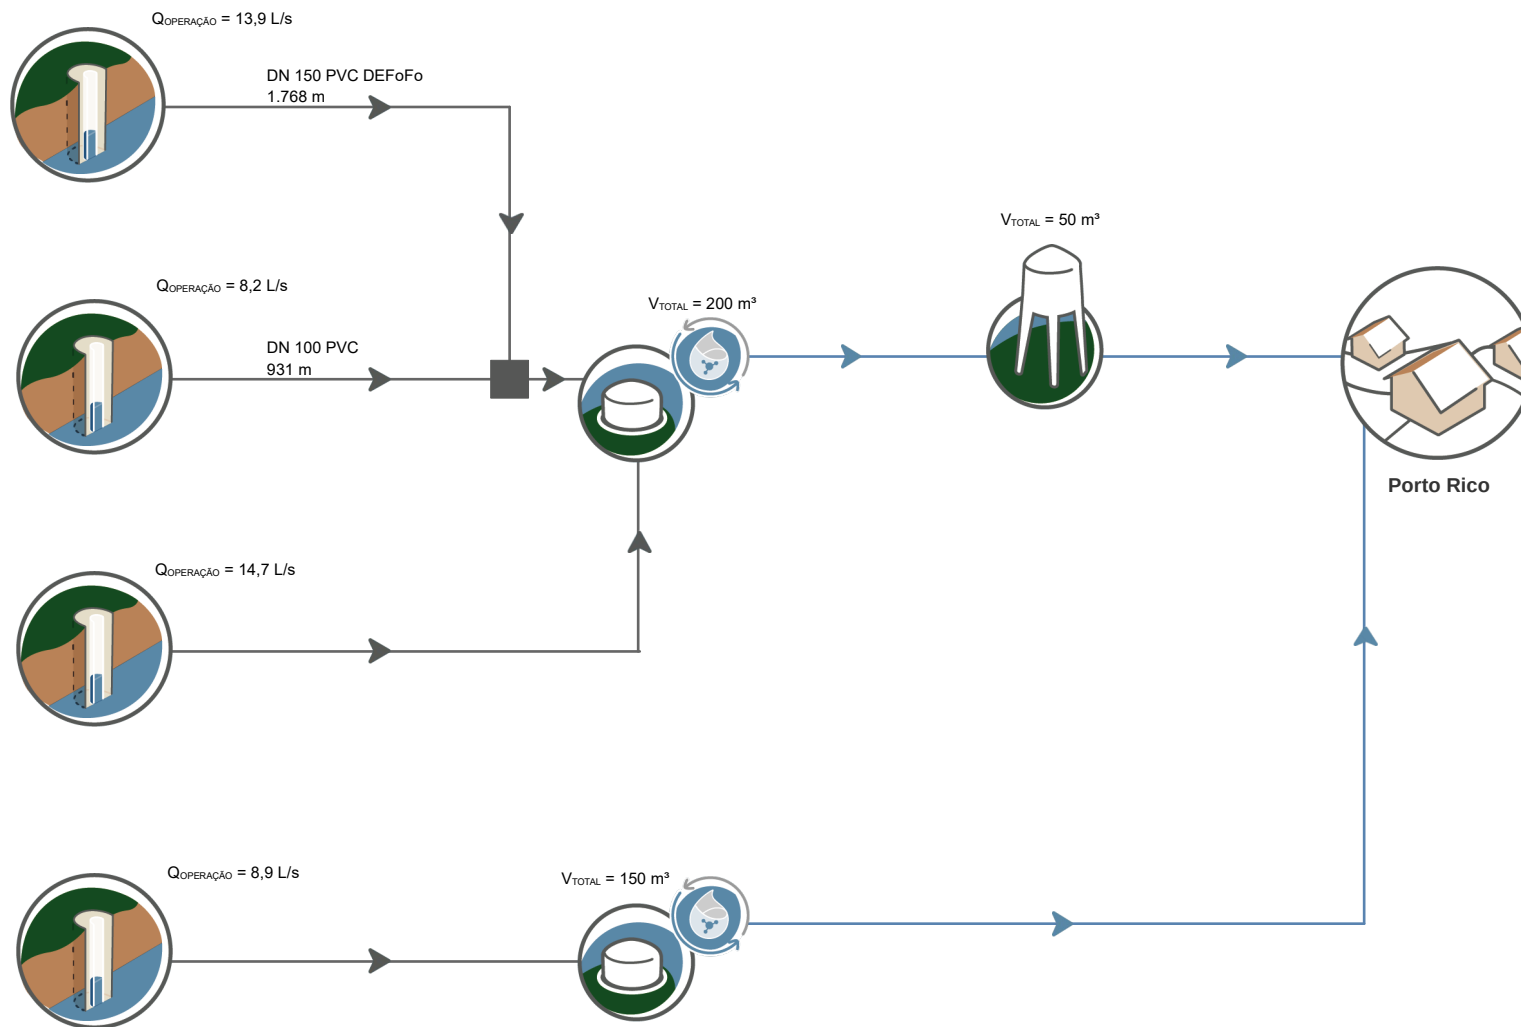 QOPERAÇÃO = 13,9 L/s
DN 150 PVC DEFoFo
1.768 m
VTOTAL = 50 m³
QOPERAÇÃO = 8,2 L/s
VTOTAL = 200 m³
DN 100 PVC
931 m
Porto Rico
QOPERAÇÃO = 14,7 L/s
QOPERAÇÃO = 8,9 L/s
VTOTAL = 150 m³